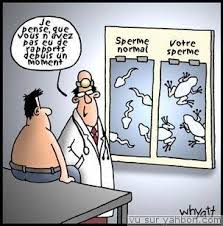 Je
pense, que
vous n'avez
pas eu de
rapports
depuis un
moment
Sperme
normal
Votre
sperme
whyatt
vu sur yahbon.com